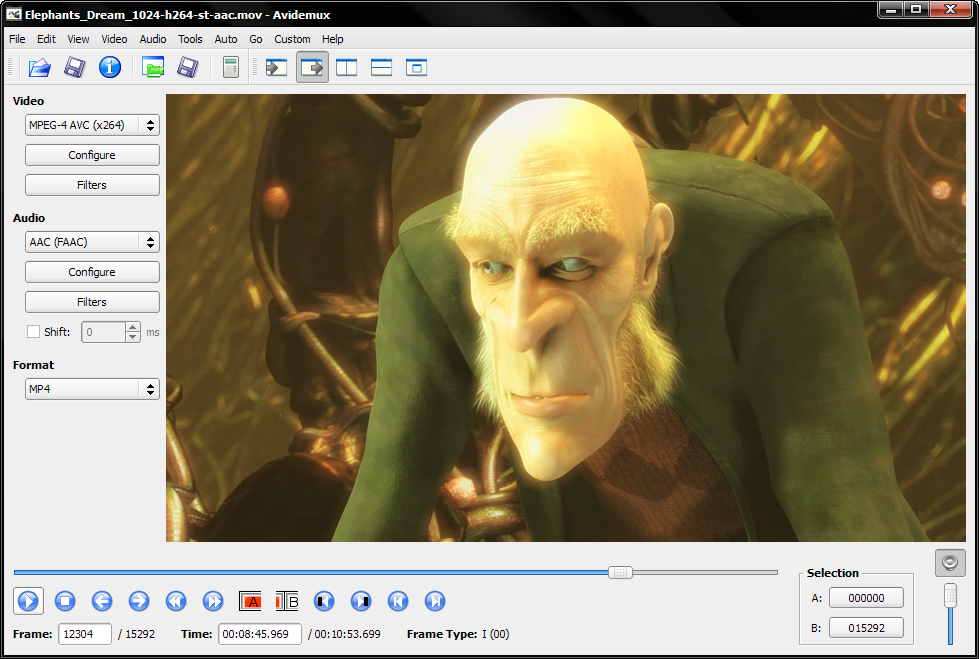 Elephants_Dream_1024-h264-st-aac.mov - Avidemux
File Edit View Video Audio Tools Auto Go Custom Help
Video
MPEG-4 AVC (x264)
Configure
Filters
Audio
AAC (FAAC)
Configure
Filters
Shift: 0 ms
Format
MP4
A B
Frame: 12304 / 15292 Time: 00:08:45.969 / 00:10:53.699 Frame Type: I (00)
Selection
A: 000000
B: 015292